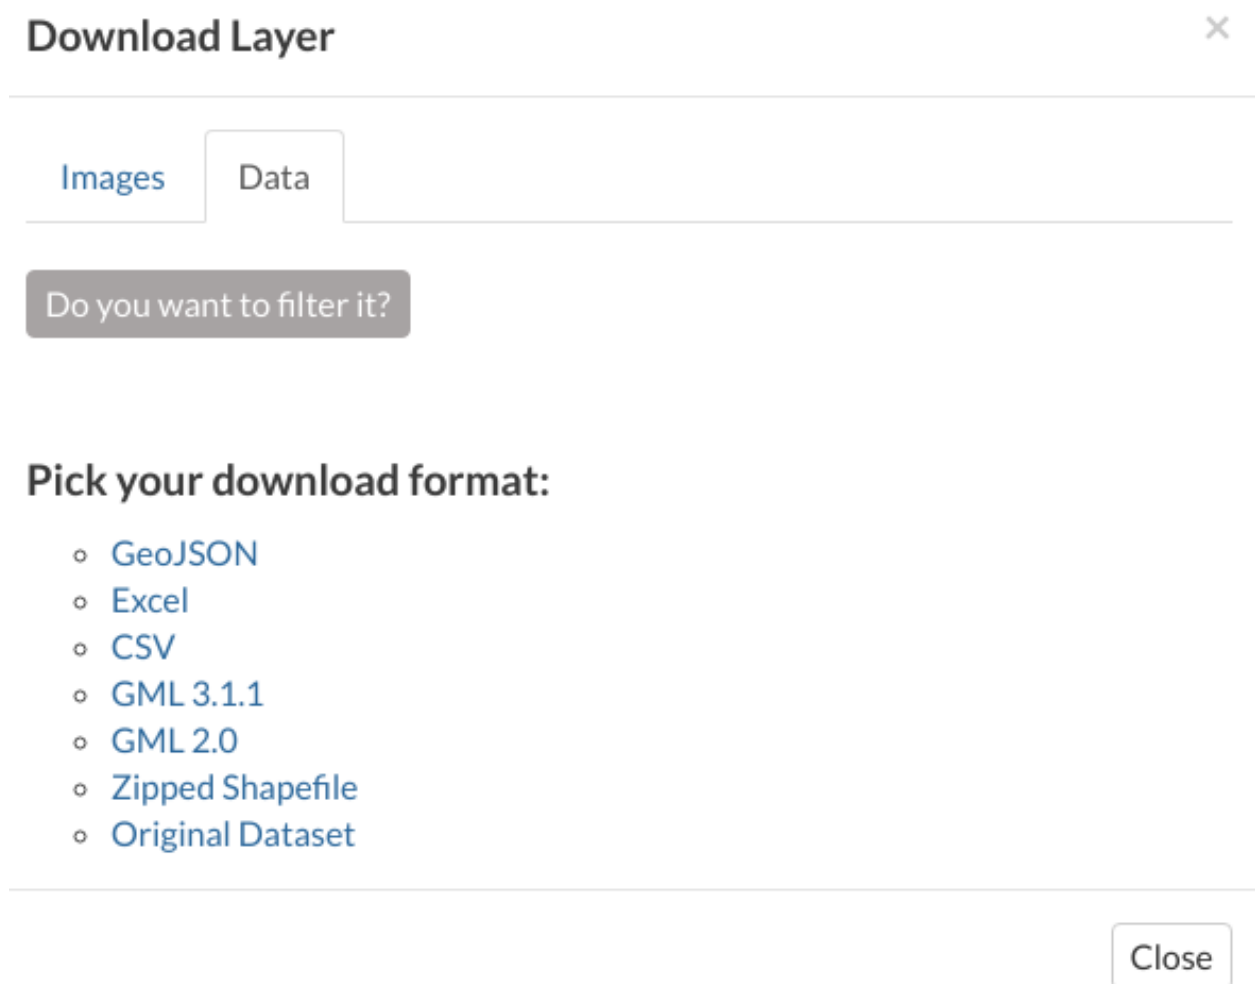 Download Layer
×
Images
Data
Do you want to filter it?
Pick your download format:
GeoJSON
Excel
CSV
GML 3.1.1
GML 2.0
Zipped Shapefile
Original Dataset
Close